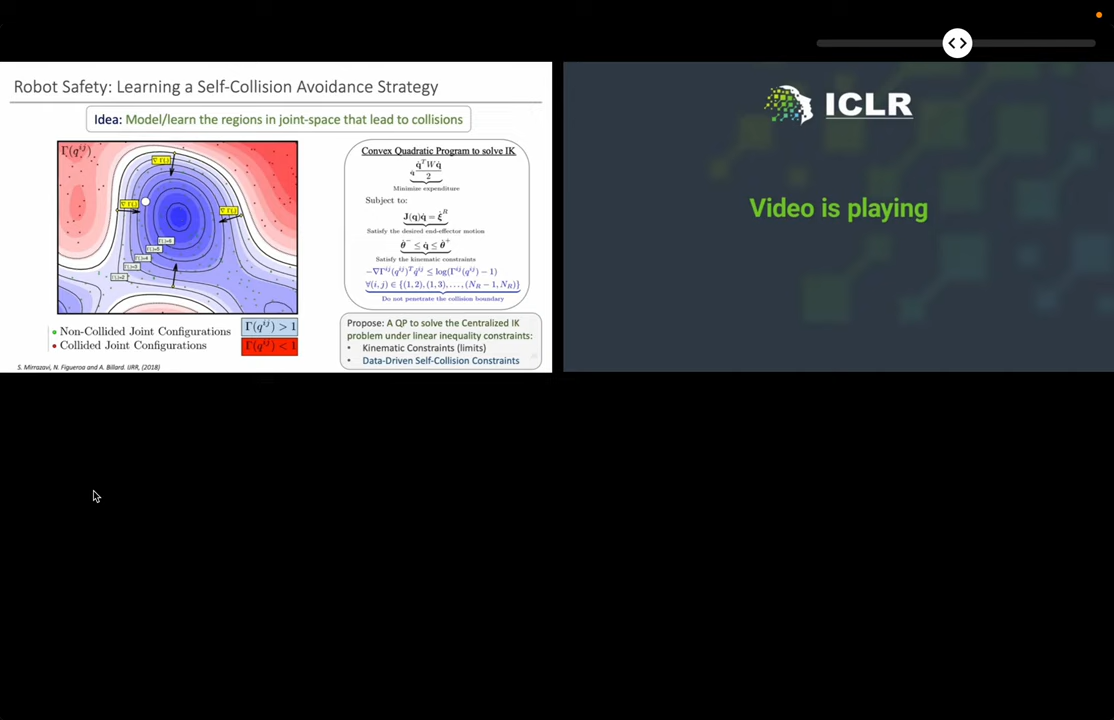 Robot Safety: Learning a Self-Collision Avoidance Strategy
Idea: Model/learn the regions in joint-space that lead to collisions
Γ(q^{ij})
Non-Collided Joint Configurations
Γ(q^{ij}) > 1
Collided Joint Configurations
Γ(q^{ij}) < 1
S. Mirrazavi, N. Figueroa and A. Billard. IJRR, (2018)
Convex Quadratic Program to solve IK
Minimize expenditure
Subject to:
J(q)q̇ = ξ̇^R
Satisfy the desired end-effector motion
θ̇^- ≤ q̇ ≤ θ̇^+
Satisfy the kinematic constraints
−∇Γ^{ij}(q^{ij})^T q̇^{ij} ≤ log(Γ^{ij}(q^{ij}) − 1)
∀(i, j) ∈ {(1, 2), (1, 3), . . . , (N_R − 1, N_R)}
Do not penetrate the collision boundary
Propose: A QP to solve the Centralized IK
problem under linear inequality constraints:
• Kinematic Constraints (limits)
• Data-Driven Self-Collision Constraints
ICLR
Video is playing